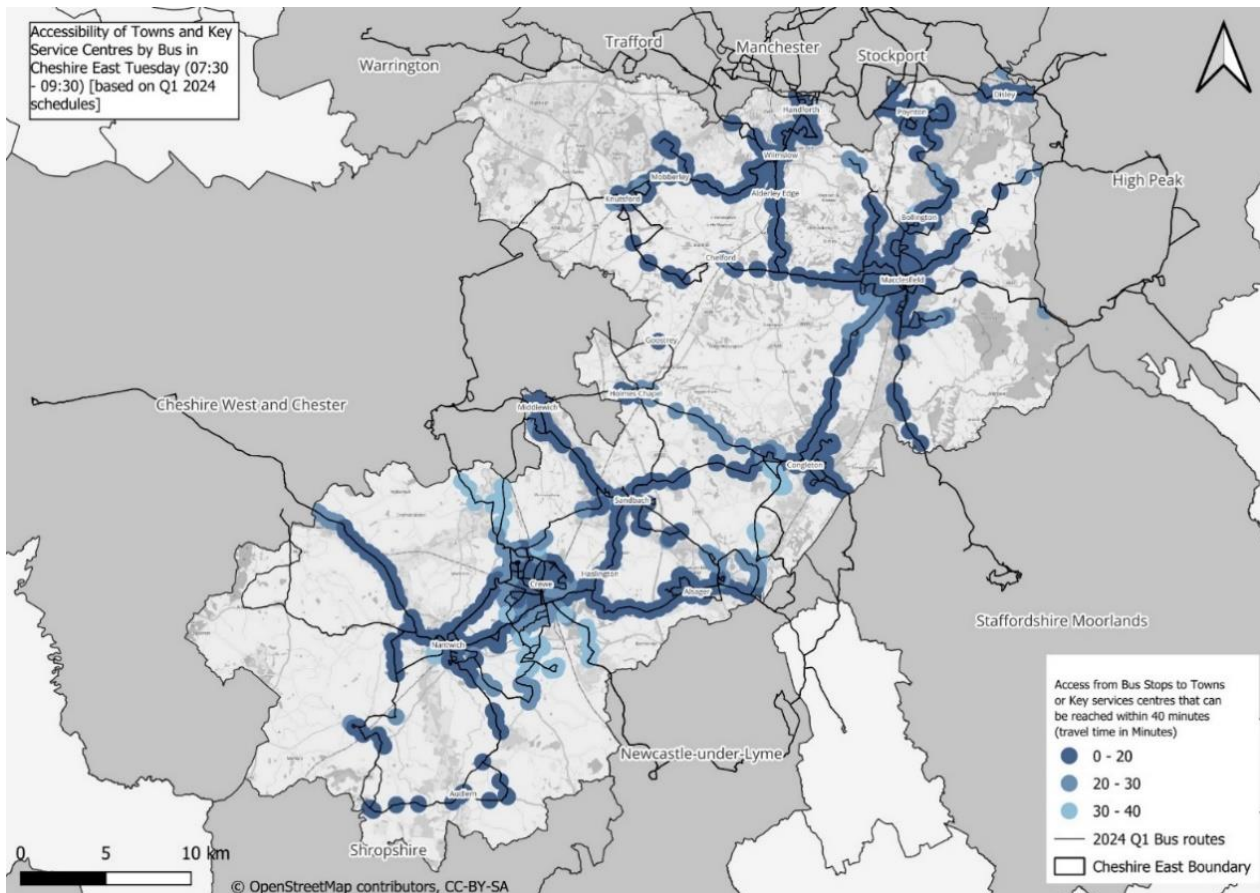 Accessibility of Towns and Key
Service Centres by Bus in
Cheshire East Tuesday (07:30
- 09:30) [based on Q1 2024
schedules]
Trafford
Manchester
Stockport
Warrington
Disley
Handforth
Poynton
Wilmslow
High Peak
Mobberley
Alderley Edge
Knutsford
Bollington
Chelford
Macclesfield
Goostrey
Holmes Chapel
Cheshire West and Chester
Middlewich
Congleton
Sandbach
Haslington
Crewe
Alsager
Staffordshire Moorlands
Nantwich
Newcastle-under-Lyme
Audlem
Shropshire
Access from Bus Stops to Towns
or Key services centres that can
be reached within 40 minutes
(travel time in Minutes)
0 - 20
20 - 30
30 - 40
2024 Q1 Bus routes
Cheshire East Boundary
0 5 10 km
© OpenStreetMap contributors, CC-BY-SA